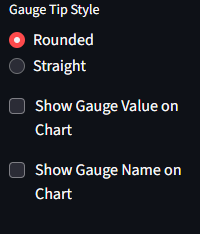 Gauge Tip Style
Rounded
Straight
Show Gauge Value on
Chart
Show Gauge Name on
Chart